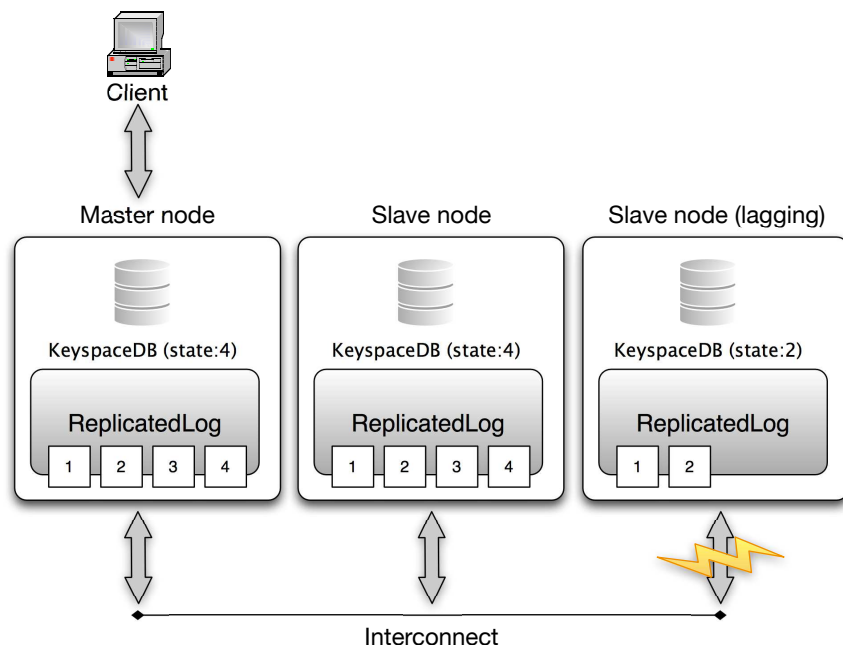 Client
Master node
Slave node
Slave node (lagging)
KeyspaceDB (state:4)
KeyspaceDB (state:4)
KeyspaceDB (state:2)
ReplicatedLog
ReplicatedLog
ReplicatedLog
1 2 3 4
1 2 3 4
1 2
Interconnect